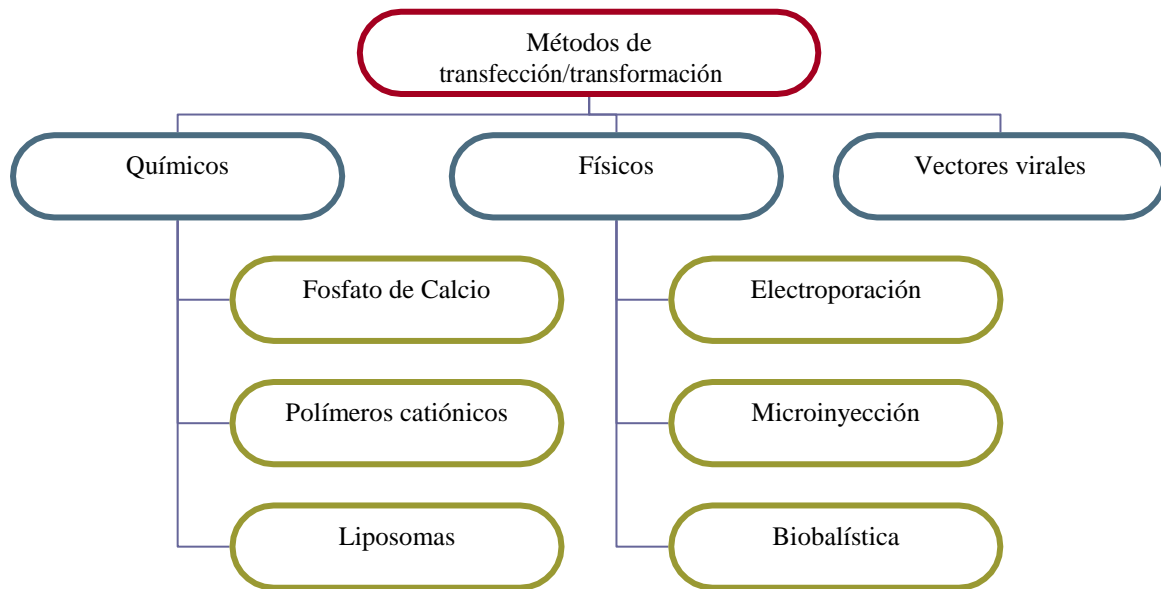 Métodos de
transfección/transformación
Químicos
Físicos
Vectores virales
Fosfato de Calcio
Electroporación
Polímeros catiónicos
Microinyección
Liposomas
Biobalística